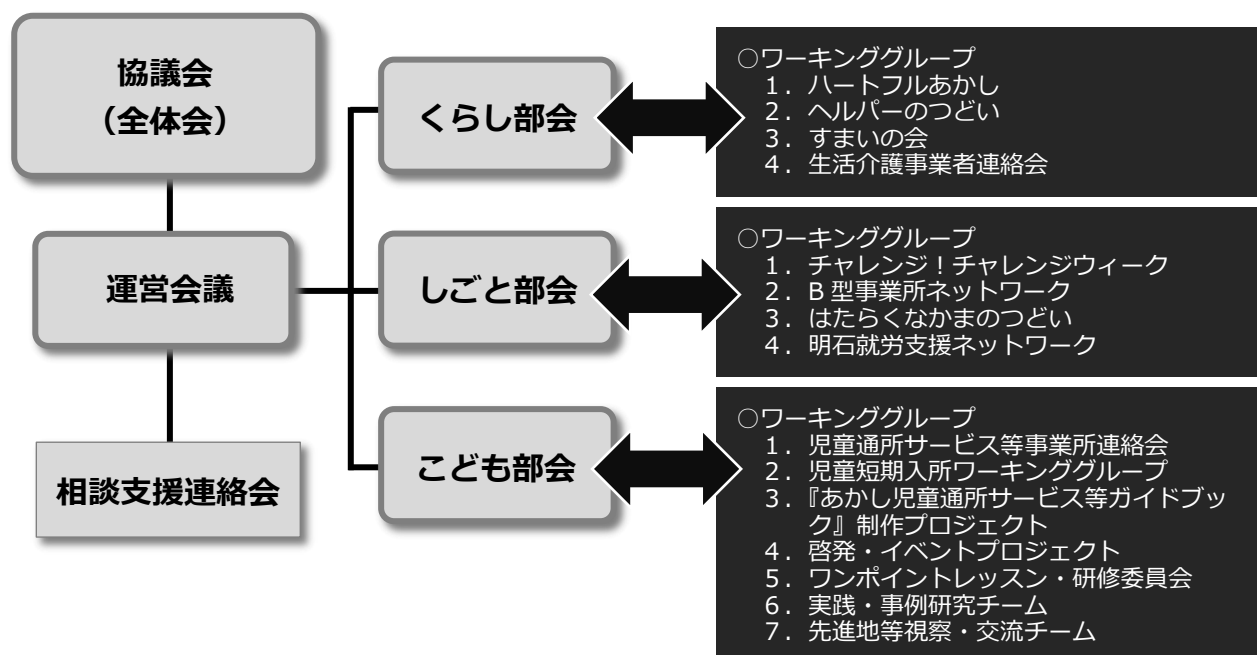 協議会
（全体会）
運営会議
相談支援連絡会
くらし部会
○ワーキンググループ
１．ハートフルあかし
２．ヘルパーのつどい
３．すまいの会
４．生活介護事業者連絡会
しごと部会
○ワーキンググループ
１．チャレンジ！チャレンジウィーク
２．B 型事業所ネットワーク
３．はたらくなかまのつどい
４．明石就労支援ネットワーク
こども部会
○ワーキンググループ
１．児童通所サービス等事業所連絡会
２．児童短期入所ワーキンググループ
３．『あかし児童通所サービス等ガイドブッ
ク』制作プロジェクト
４．啓発・イベントプロジェクト
５．ワンポイントレッスン・研修委員会
６．実践・事例研究チーム
７．先進地等視察・交流チーム